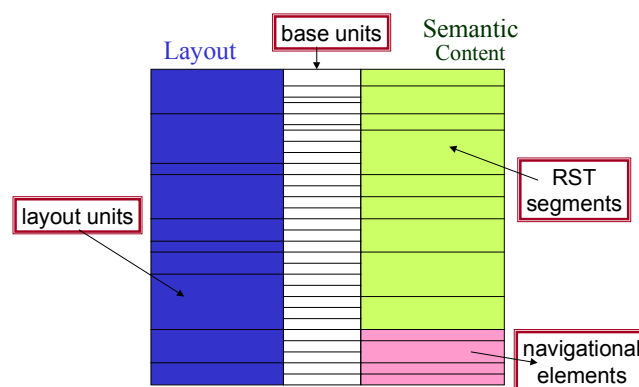 base units
Layout
Semantic
Content
RST
segments
layout units
navigational
elements